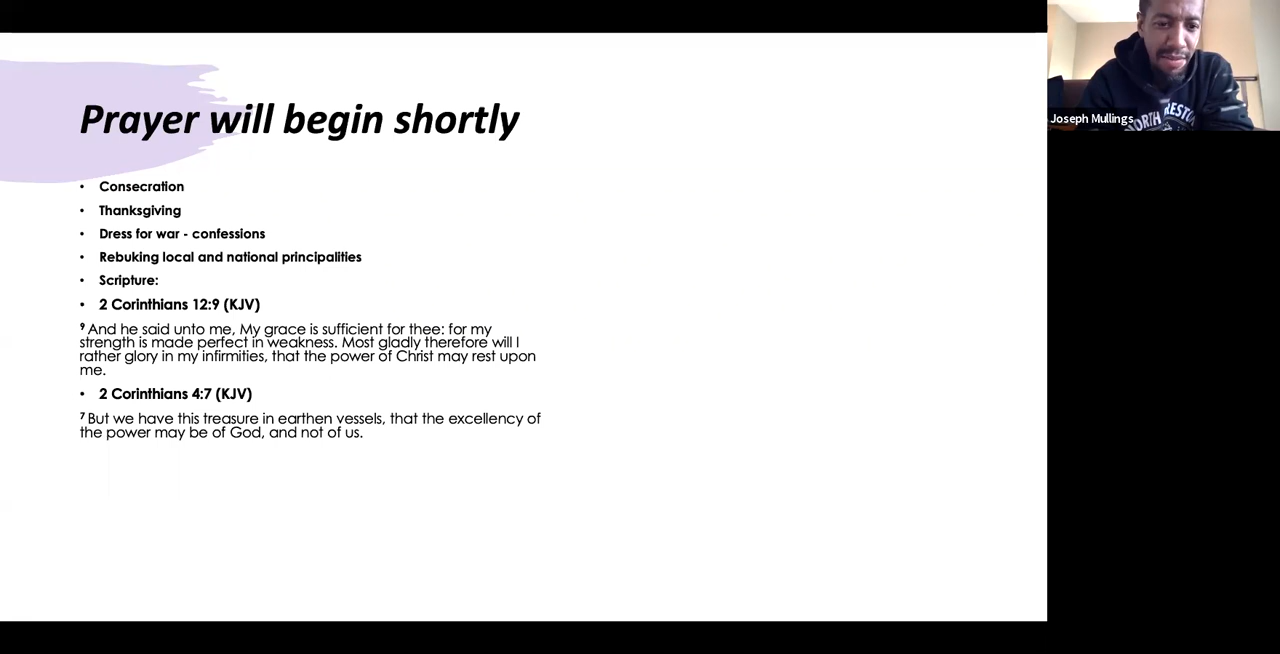 Prayer will begin shortly
• Consecration
• Thanksgiving
• Dress for war - confessions
• Rebuking local and national principalities
• Scripture:
• 2 Corinthians 12:9 (KJV)
⁹ And he said unto me, My grace is sufficient for thee: for my
strength is made perfect in weakness. Most gladly therefore will I
rather glory in my infirmities, that the power of Christ may rest upon
me.
• 2 Corinthians 4:7 (KJV)
⁷ But we have this treasure in earthen vessels, that the excellency of
the power may be of God, and not of us.
Joseph Mullings
NORTH